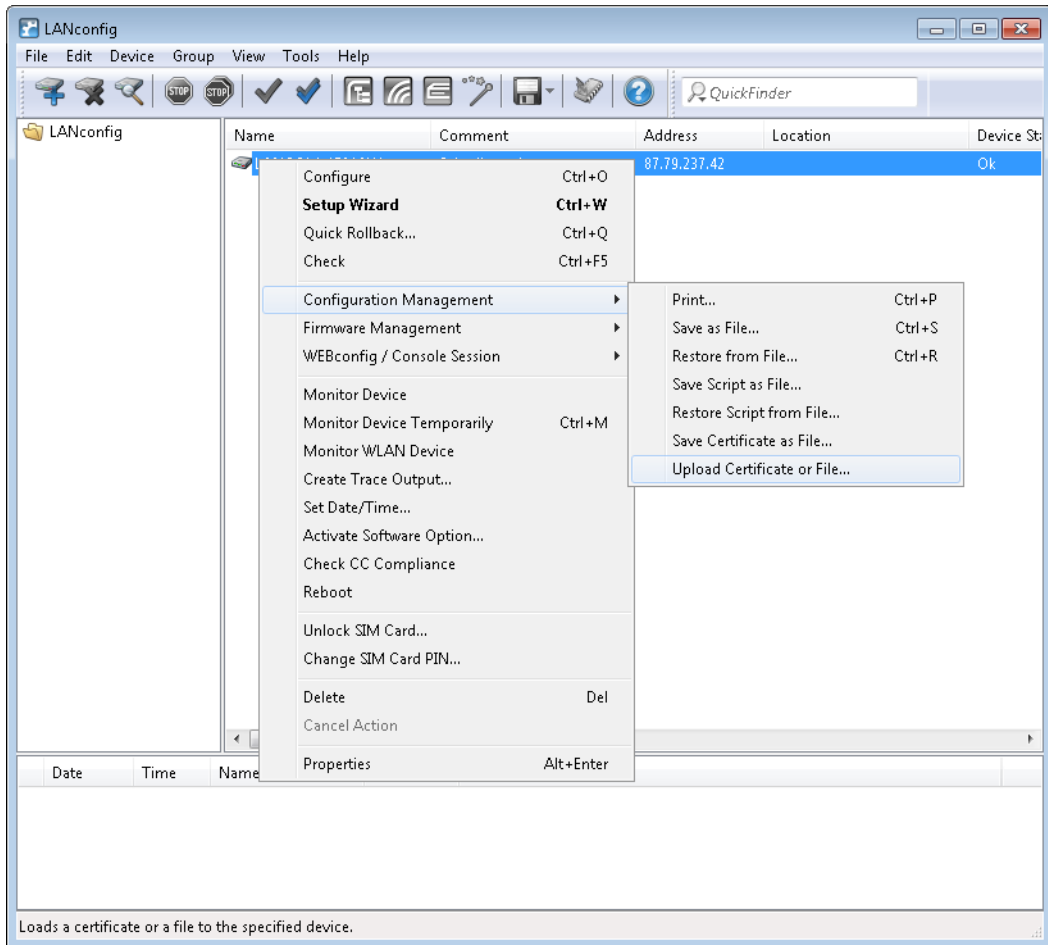 LANconfig
File Edit Device Group View Tools Help
STOP STOP QuickFinder
LANconfig
Name Comment Address Location Device Sta
87.79.237.42 Ok
Configure Ctrl+O
Setup Wizard Ctrl+W
Quick Rollback... Ctrl+Q
Check Ctrl+F5
Configuration Management
Firmware Management
WEBconfig / Console Session
Monitor Device
Monitor Device Temporarily Ctrl+M
Monitor WLAN Device
Create Trace Output...
Set Date/Time...
Activate Software Option...
Check CC Compliance
Reboot
Unlock SIM Card...
Change SIM Card PIN...
Delete Del
Cancel Action
Properties Alt+Enter
Print... Ctrl+P
Save as File... Ctrl+S
Restore from File... Ctrl+R
Save Script as File...
Restore Script from File...
Save Certificate as File...
Upload Certificate or File...
Date Time Name
Loads a certificate or a file to the specified device.